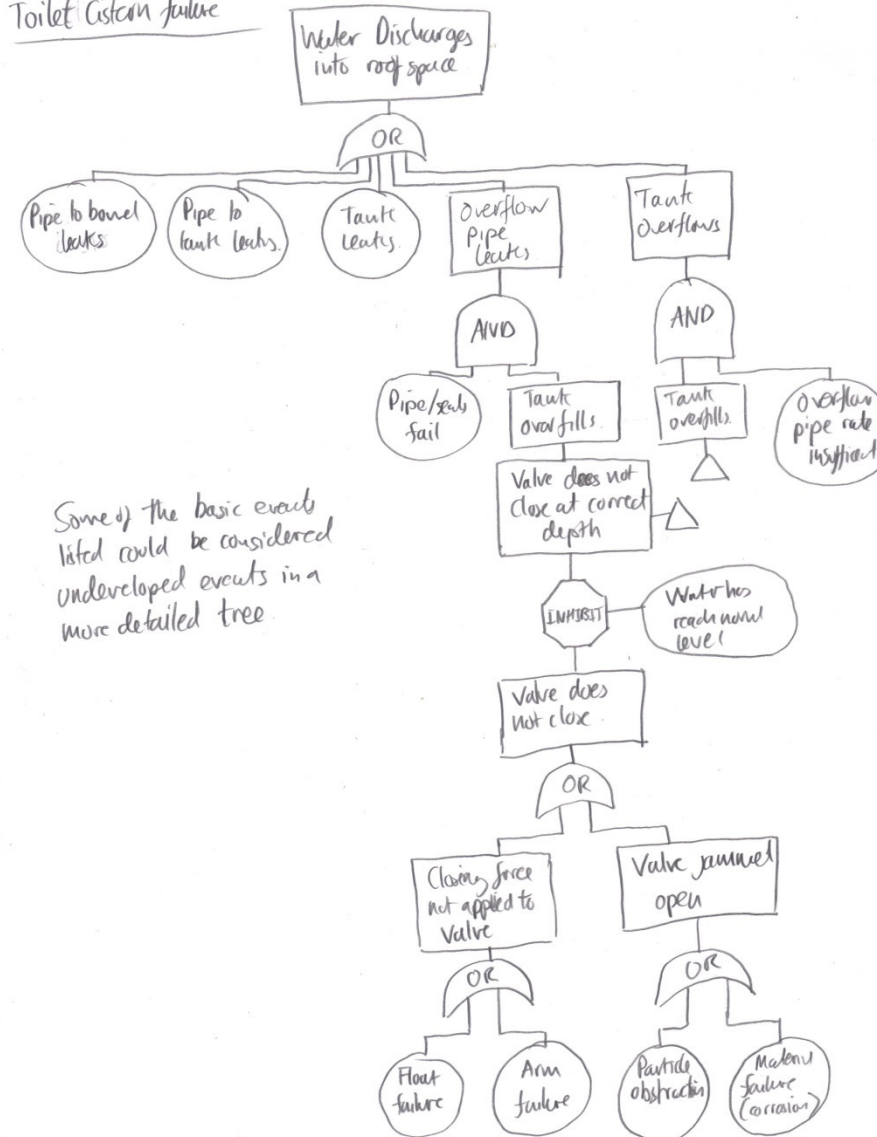 Toilet Cistern failure
Water Discharges
into roof space
OR
Pipe to bowel
leaks
Pipe to
tank leaks.
Tank
leaks
Overflow
pipe
leaks
Tank
overflows
AND
AND
Pipe/seals
fail
Tank
overfills.
Tank
overfills.
Overflow
pipe rate
insufficient
Valve does not
close at correct
depth
Some of the basic events
listed could be considered
undeveloped events in a
more detailed tree
INHIBIT
Water has
reach normal
level
Valve does
not close.
OR
Closing force
not applied to
Valve
Valve jammed
open
OR
OR
Float
failure
Arm
failure
Particle
obstruction
Material
failure
(corrosion)